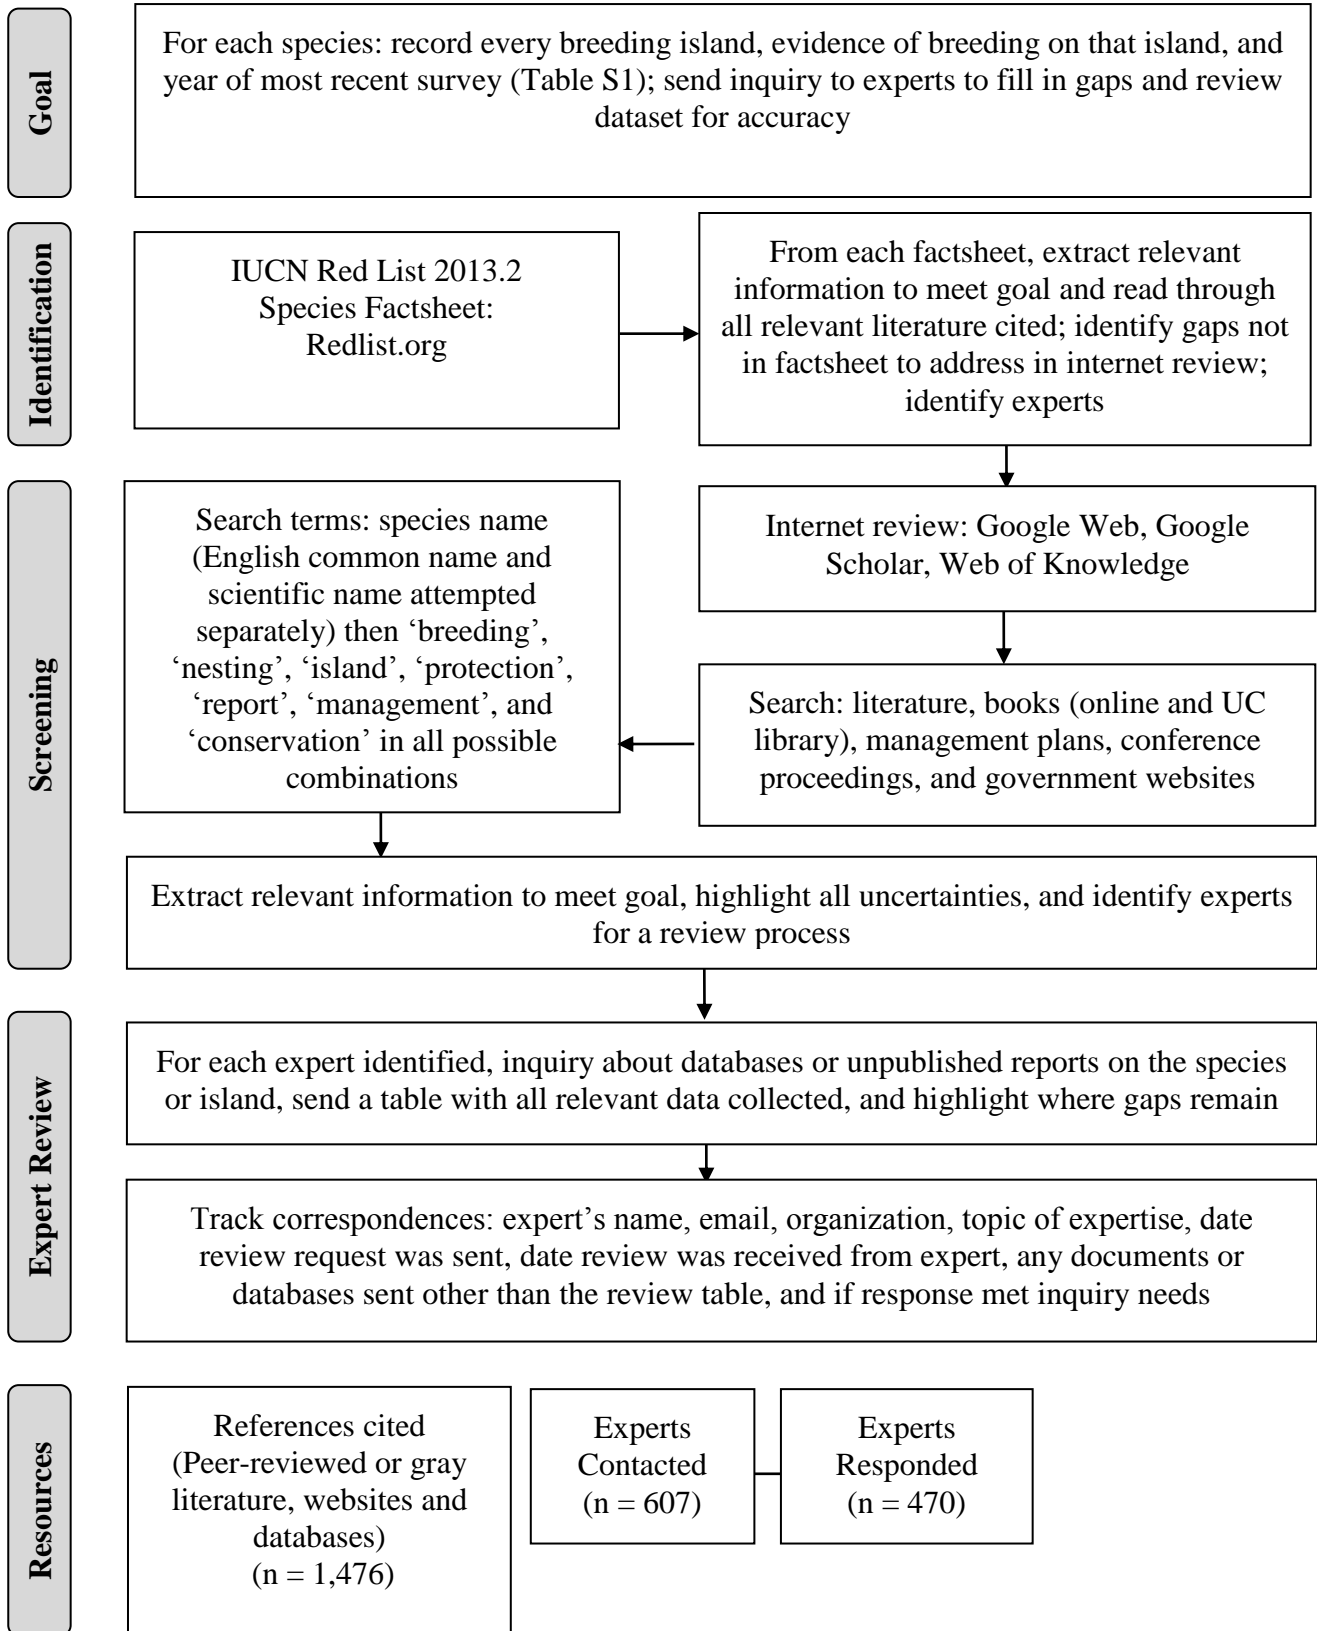 Goal
For each species: record every breeding island, evidence of breeding on that island, and
year of most recent survey (Table S1); send inquiry to experts to fill in gaps and review
dataset for accuracy
Identification
IUCN Red List 2013.2
Species Factsheet:
Redlist.org
From each factsheet, extract relevant
information to meet goal and read through
all relevant literature cited; identify gaps not
in factsheet to address in internet review;
identify experts
Screening
Internet review: Google Web, Google
Scholar, Web of Knowledge
Search: literature, books (online and UC
library), management plans, conference
proceedings, and government websites
Search terms: species name
(English common name and
scientific name attempted
separately) then ‘breeding’,
‘nesting’, ‘island’, ‘protection’,
‘report’, ‘management’, and
‘conservation’ in all possible
combinations
Extract relevant information to meet goal, highlight all uncertainties, and identify experts
for a review process
Expert Review
For each expert identified, inquiry about databases or unpublished reports on the species
or island, send a table with all relevant data collected, and highlight where gaps remain
Track correspondences: expert’s name, email, organization, topic of expertise, date
review request was sent, date review was received from expert, any documents or
databases sent other than the review table, and if response met inquiry needs
Resources
References cited
(Peer-reviewed or gray
literature, websites and
databases)
(n = 1,476)
Experts
Contacted
(n = 607)
Experts
Responded
(n = 470)